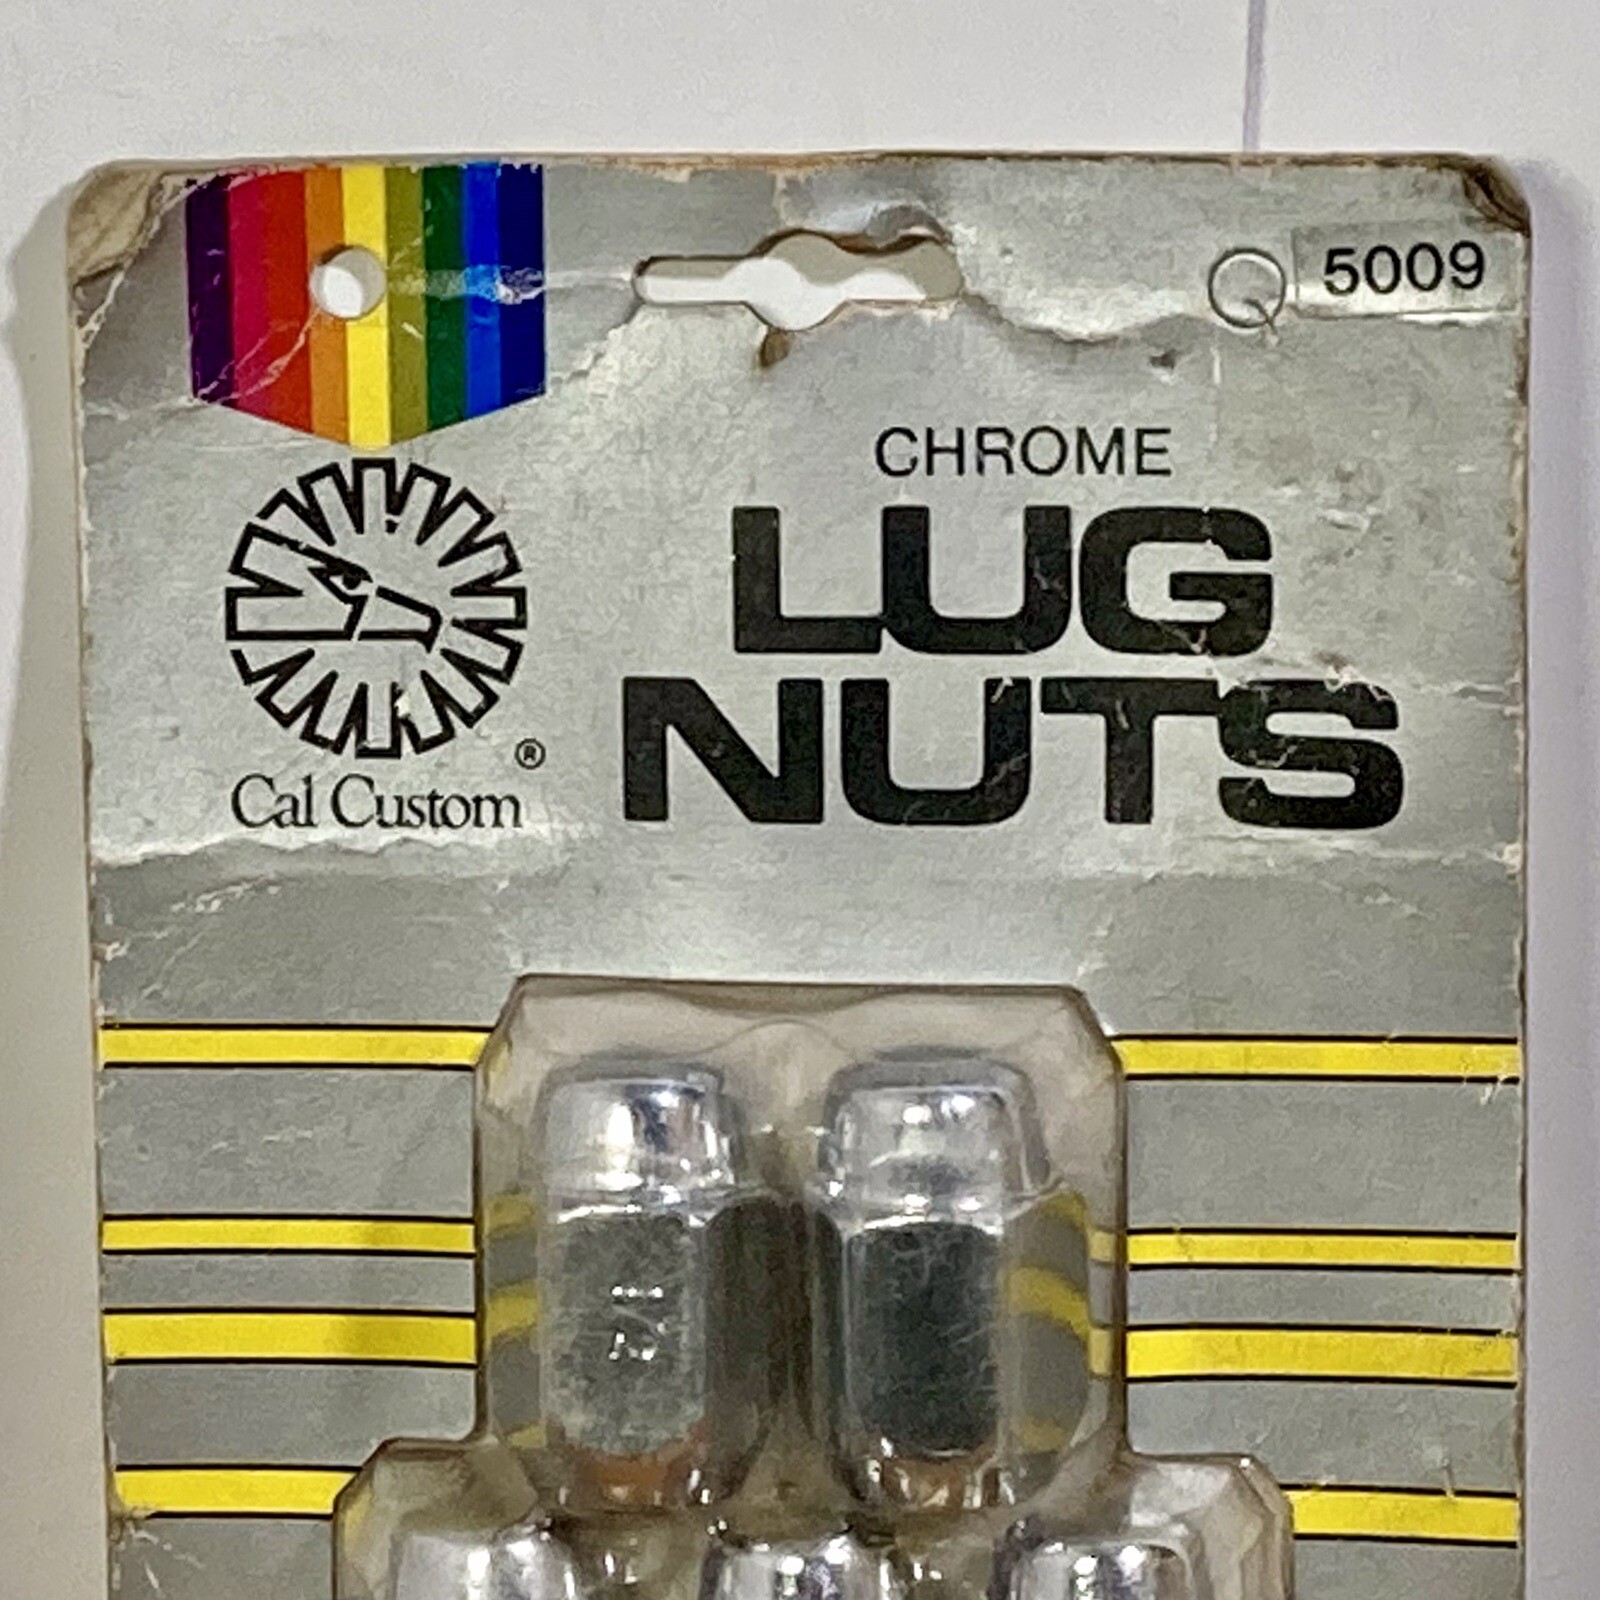 Q 5009
CHROME
LUG
NUTS
®
Cal Custom